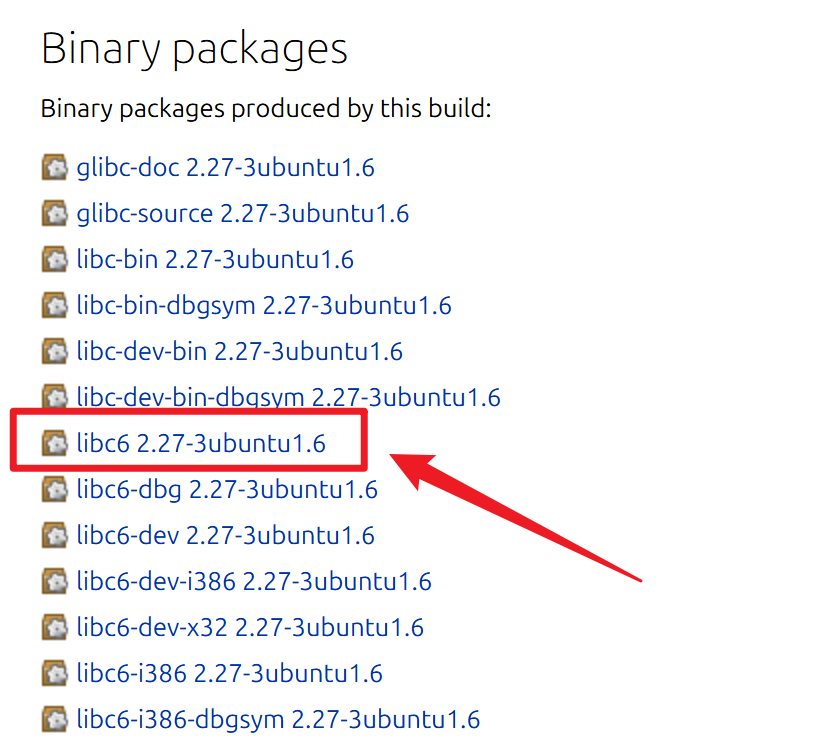 Binary packages
Binary packages produced by this build:
glibc-doc 2.27-3ubuntu1.6
glibc-source 2.27-3ubuntu1.6
libc-bin 2.27-3ubuntu1.6
libc-bin-dbgsym 2.27-3ubuntu1.6
libc-dev-bin 2.27-3ubuntu1.6
libc-dev-bin-dbgsym 2.27-3ubuntu1.6
libc6 2.27-3ubuntu1.6
libc6-dbg 2.27-3ubuntu1.6
libc6-dev 2.27-3ubuntu1.6
libc6-dev-i386 2.27-3ubuntu1.6
libc6-dev-x32 2.27-3ubuntu1.6
libc6-i386 2.27-3ubuntu1.6
libc6-i386-dbgsym 2.27-3ubuntu1.6